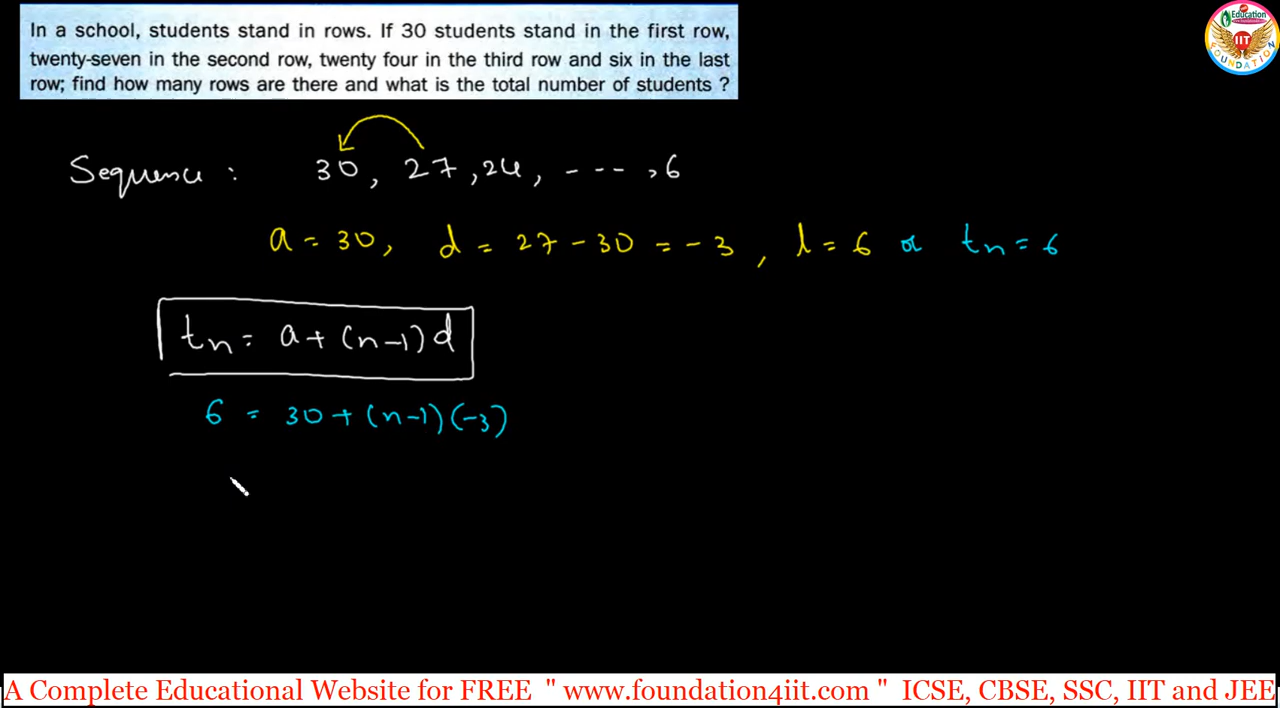 In a school, students stand in rows. If 30 students stand in the first row,
twenty-seven in the second row, twenty four in the third row and six in the last
row; find how many rows are there and what is the total number of students ?
Education
IIT
FOUNDATION
Sequence : 30, 27, 24, - - - -, 6
a = 30, d = 27 - 30 = - 3, l = 6 or tn = 6
tn = a + (n-1) d
6 = 30 + (n-1) (-3)
A Complete Educational Website for FREE " www.foundation4iit.com " ICSE, CBSE, SSC, IIT and JEE